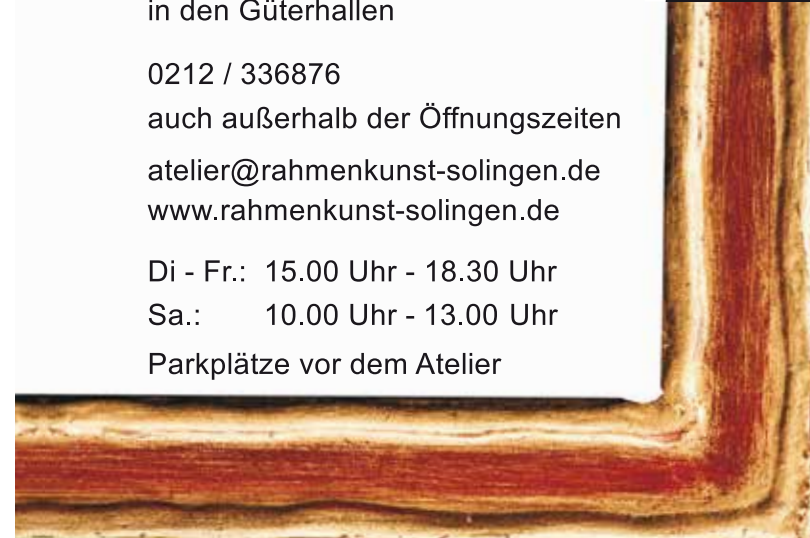 in den Güterhallen
0212 / 336876
auch außerhalb der Öffnungszeiten
atelier@rahmenkunst-solingen.de
www.rahmenkunst-solingen.de
Di - Fr.: 15.00 Uhr - 18.30 Uhr
Sa.: 10.00 Uhr - 13.00 Uhr
Parkplätze vor dem Atelier